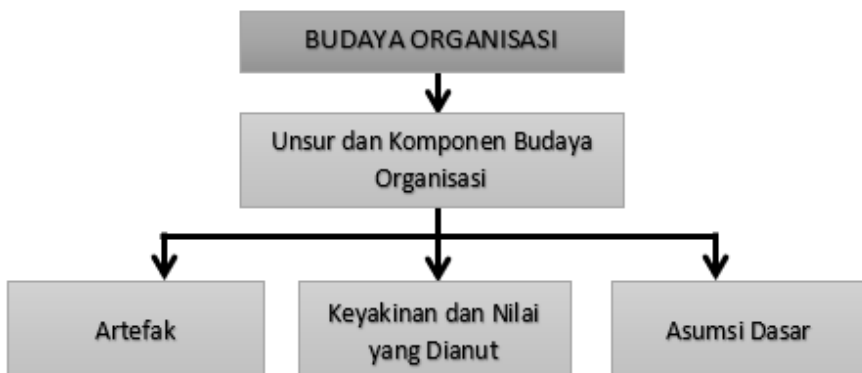 BUDAYA ORGANISASI
Unsur dan Komponen Budaya
Organisasi
Artefak
Keyakinan dan Nilai
yang Dianut
Asumsi Dasar